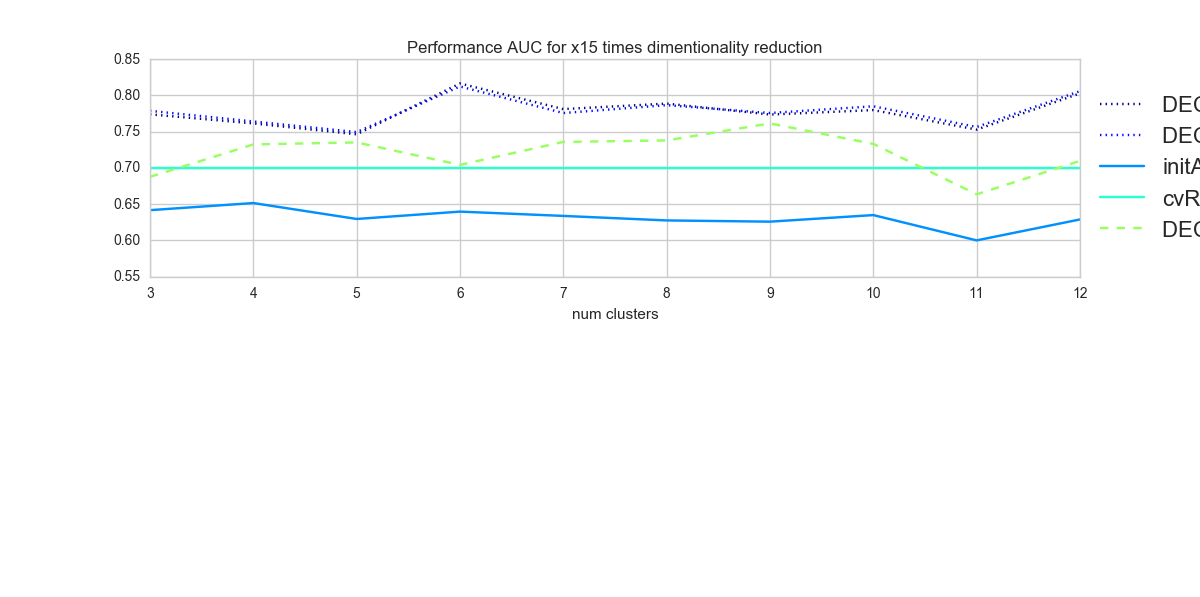 Performance AUC for x15 times dimentionality reduction
0.85
0.80
0.75
0.70
0.65
0.60
0.55
3 4 5 6 7 8 9 10 11 12
num clusters
DEC
DEC
initA
cvR
DEC